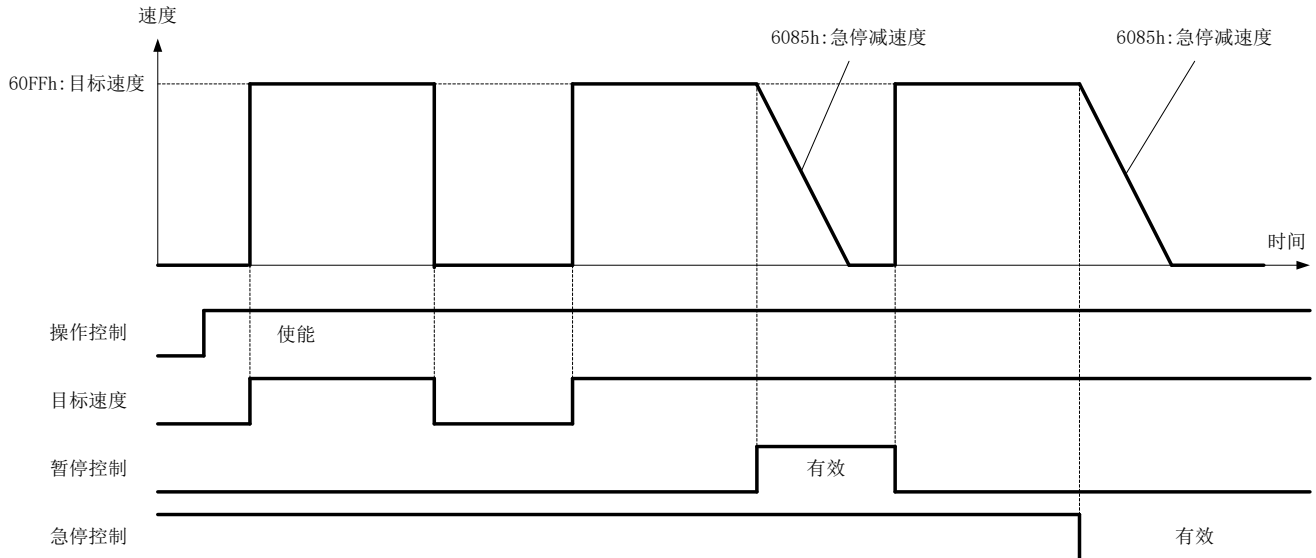 速度
6085h:急停减速度
6085h:急停减速度
60FFh:目标速度
时间
操作控制
使能
目标速度
暂停控制
有效
急停控制
有效